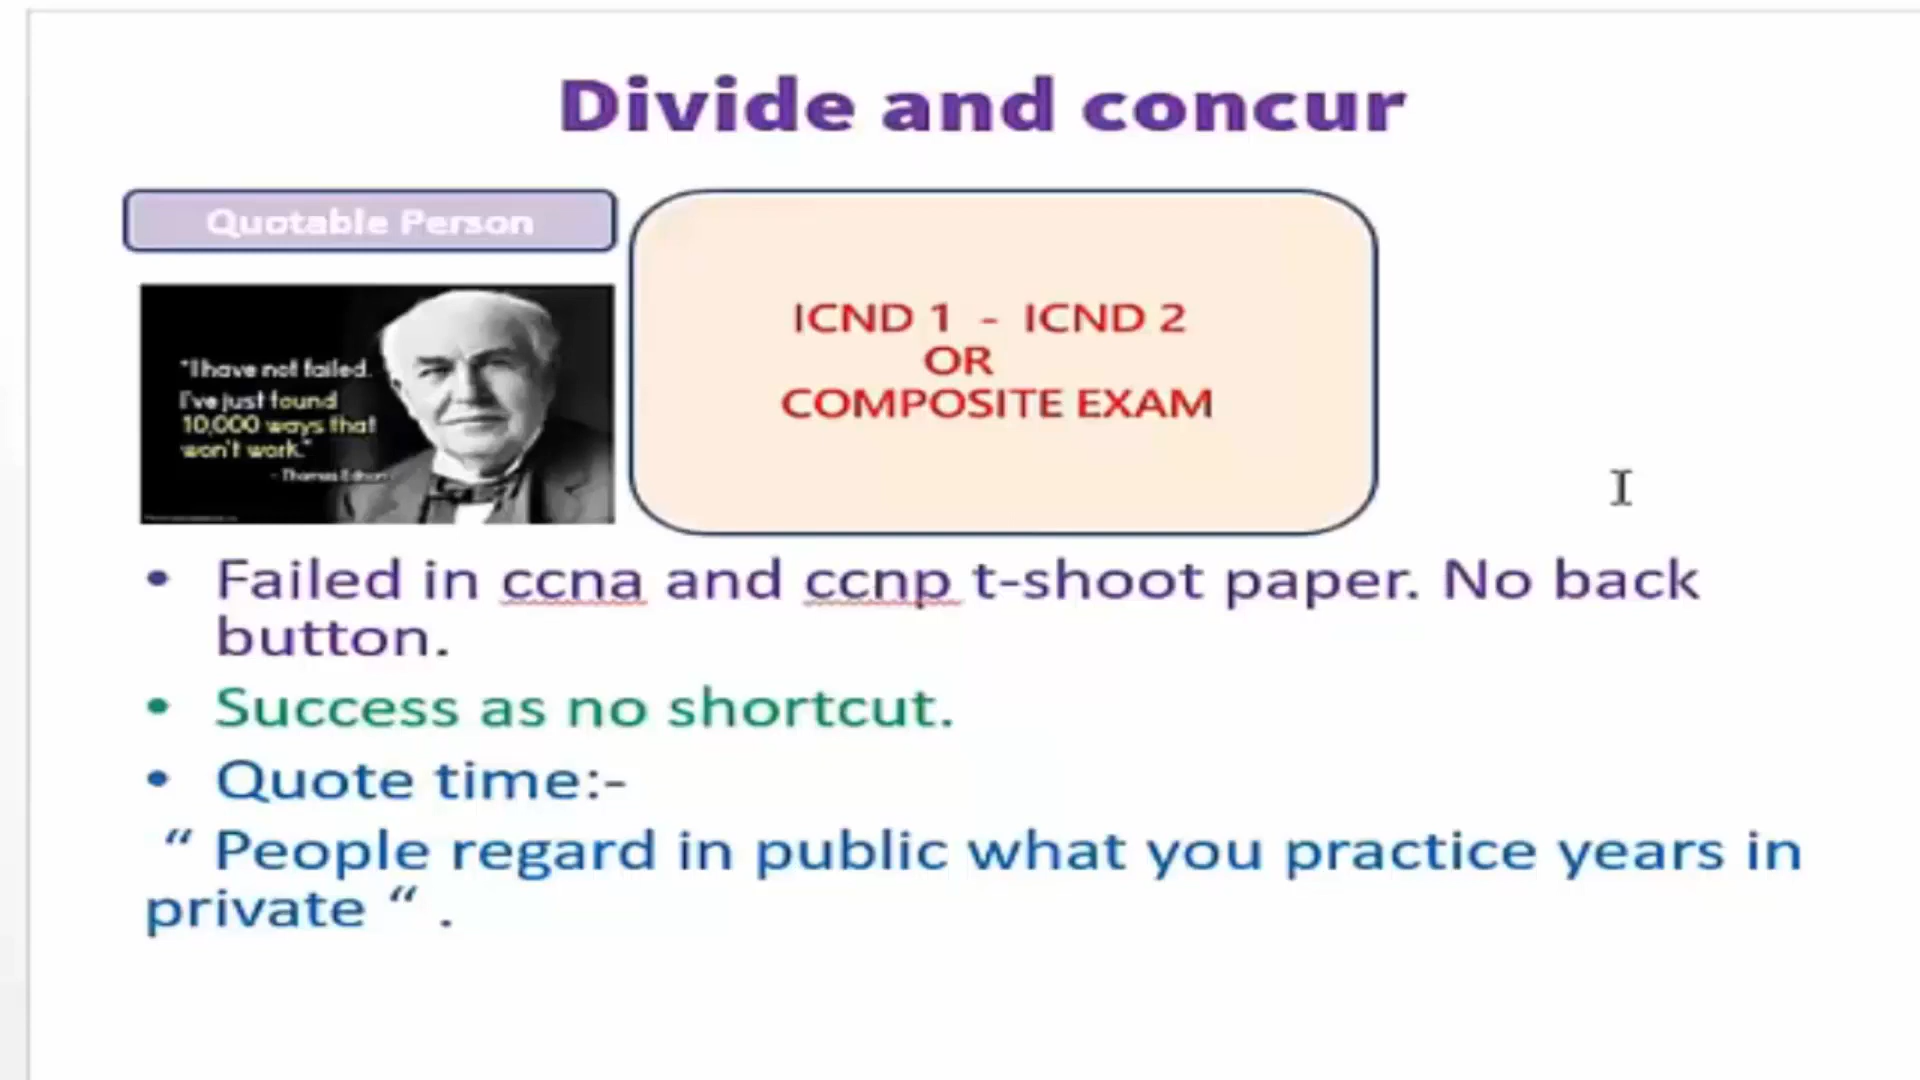 Divide and concur
Quotable Person
"I have not failed.
I've just found
10,000 ways that
won't work."
- Thomas Edison
ICND 1 - ICND 2
OR
COMPOSITE EXAM
• Failed in ccna and ccnp t-shoot paper. No back
button.
• Success as no shortcut.
• Quote time:-
“ People regard in public what you practice years in
private “ .